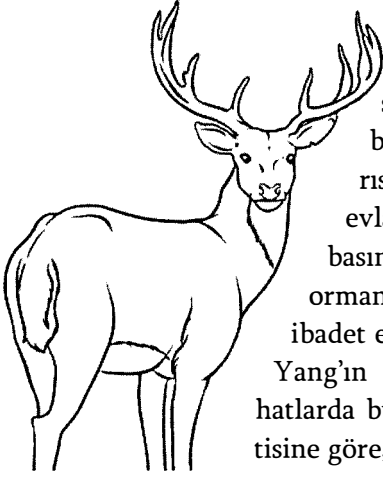 s
b
rıs
evla
basın
orman
ibadet e
Yang'ın
hatlarda b
tisine göre,